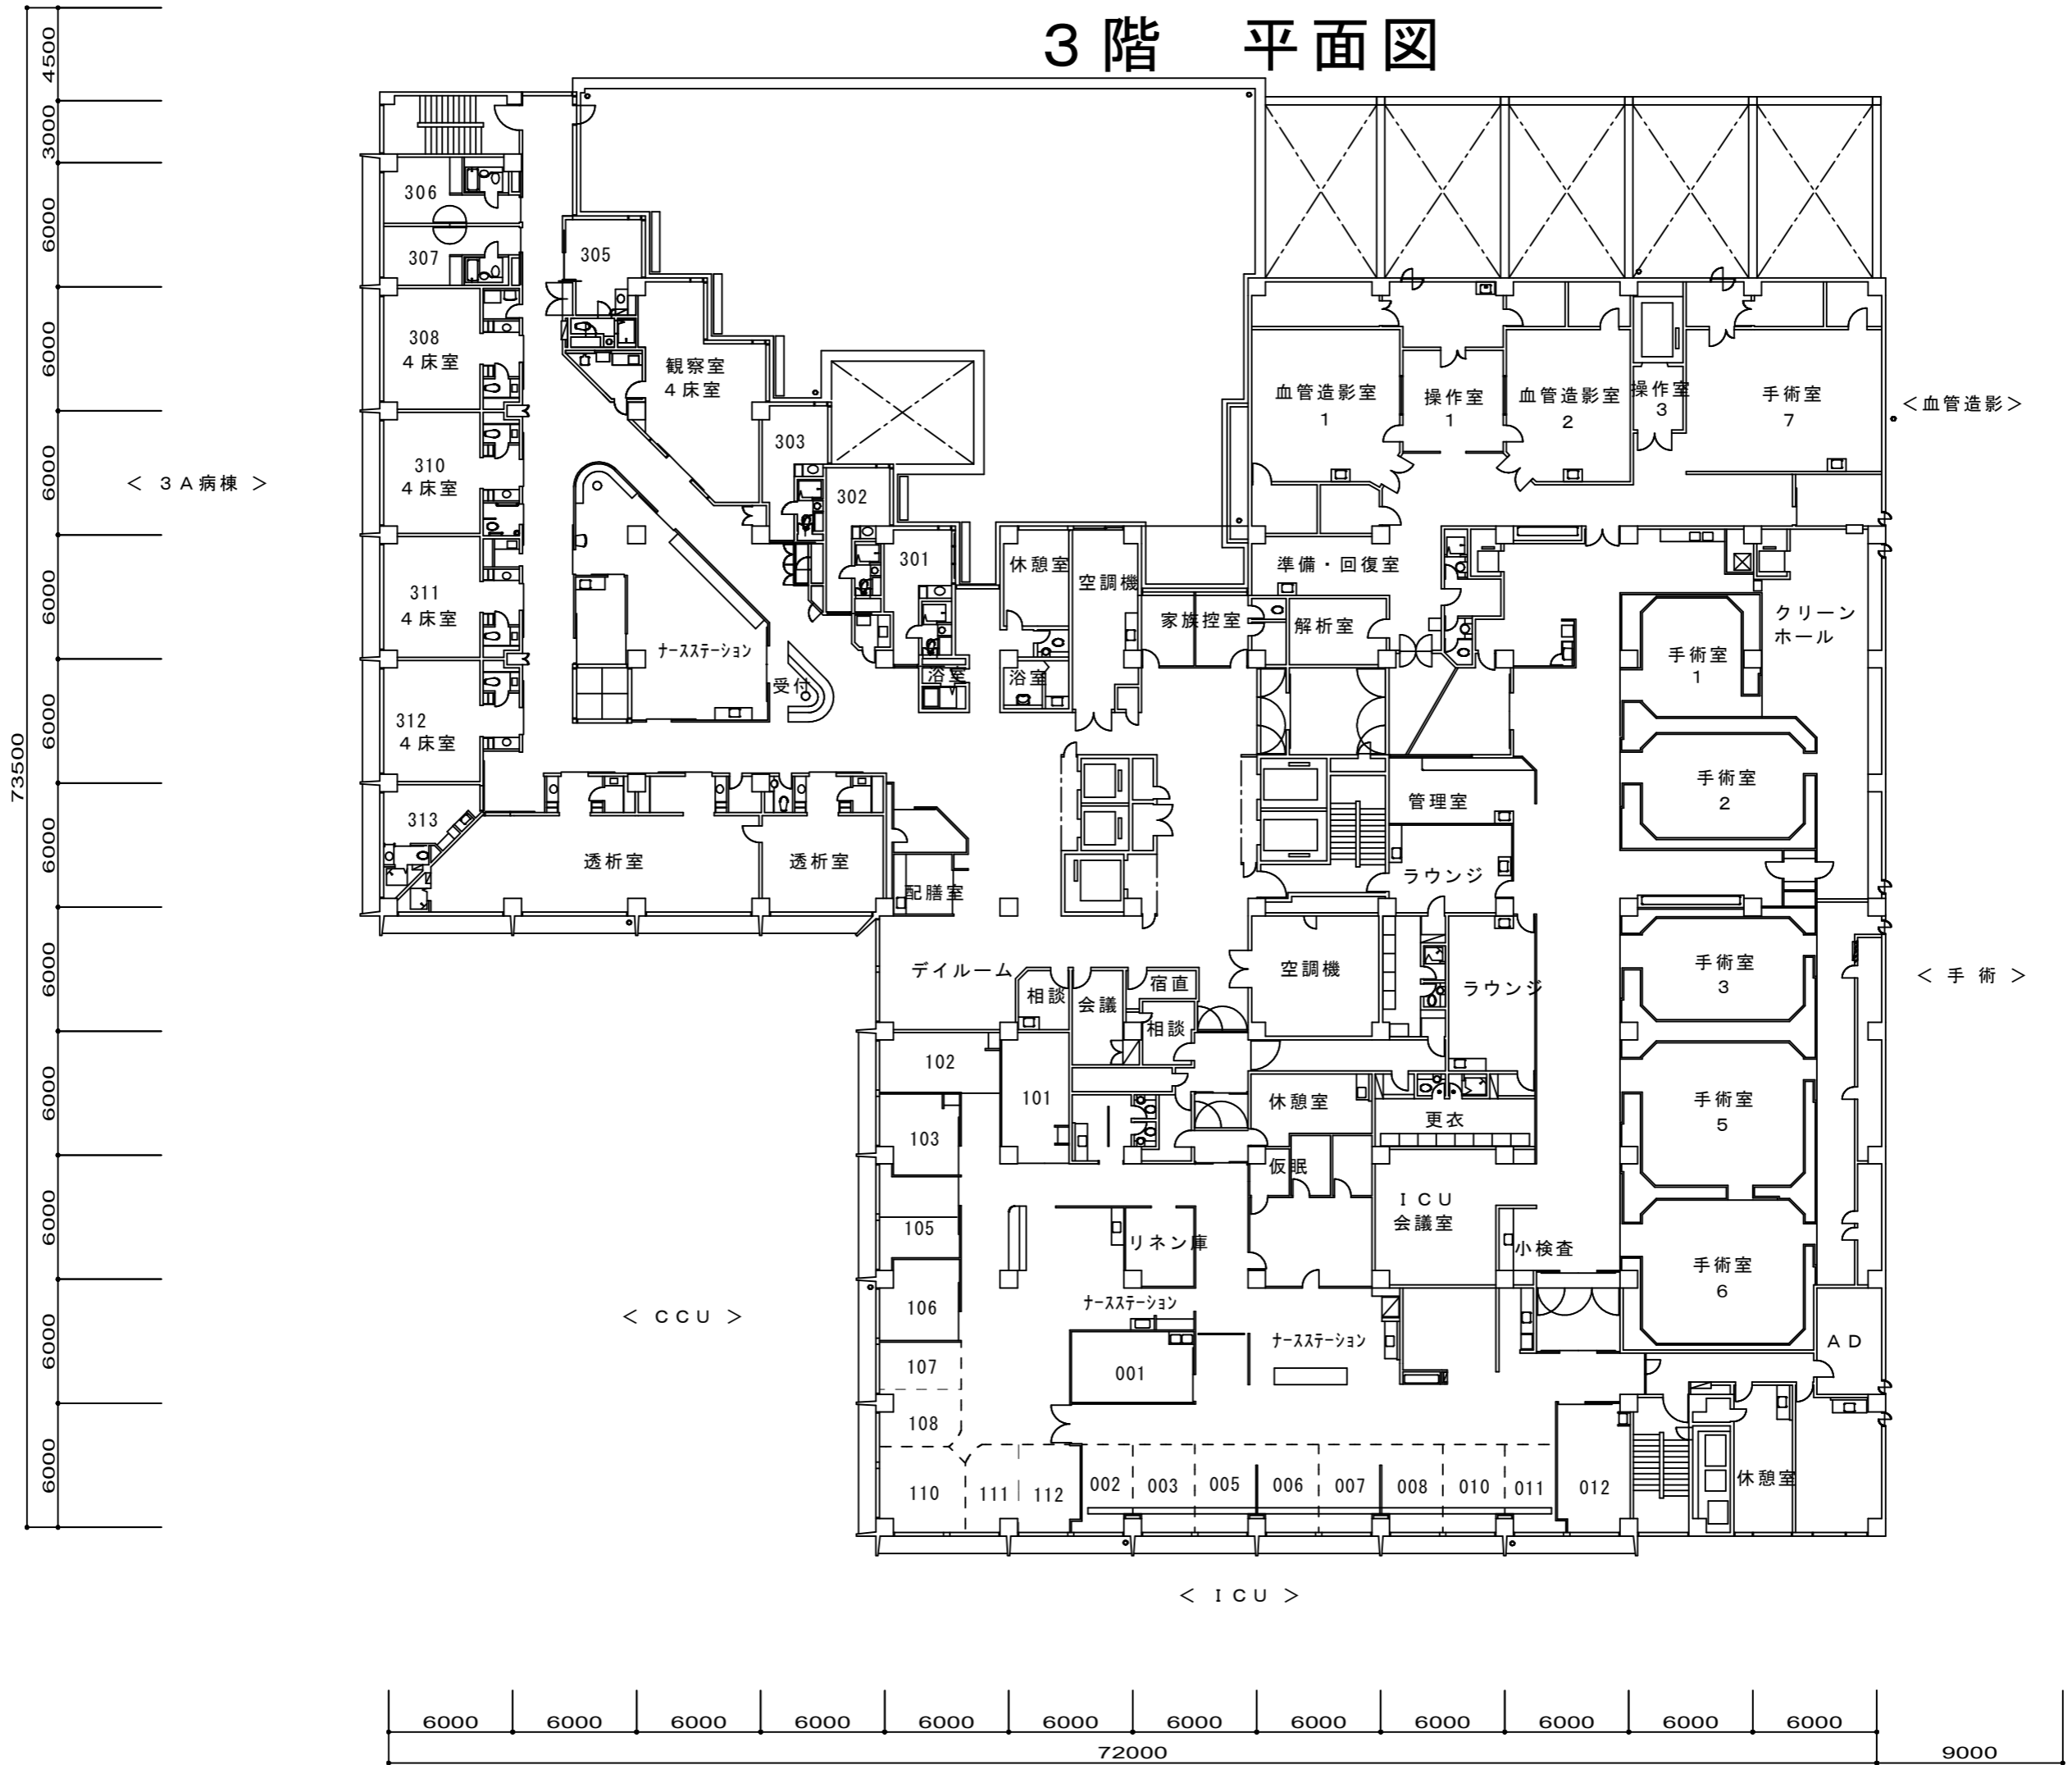 3階 平面図
4500
3000
6000
6000
6000
6000
6000
6000
6000
6000
6000
6000
6000
73500
306
307
305
308
4床室
観察室
4床室
310
4床室
303
302
301
311
4床室
312
4床室
313
＜ 3A病棟 ＞
ナースステーション
受付
浴室
浴室
休憩室
空調機
家族控室
透析室
透析室
配膳室
デイルーム
血管造影室
1
操作室
1
血管造影室
2
操作室
3
手術室
7
＜血管造影＞
準備・回復室
解析室
クリーン
ホール
手術室
1
手術室
2
管理室
ラウンジ
ラウンジ
空調機
手術室
3
＜ 手術 ＞
相談
会議
宿直
相談
102
101
103
105
106
107
108
110
111
112
＜ CCU ＞
休憩室
更衣
仮眠
ICU
会議室
小検査
リネン庫
手術室
5
手術室
6
AD
ナースステーション
ナースステーション
001
002
003
005
006
007
008
010
011
012
休憩室
＜ ICU ＞
6000
6000
6000
6000
6000
6000
6000
6000
6000
6000
6000
6000
72000
9000